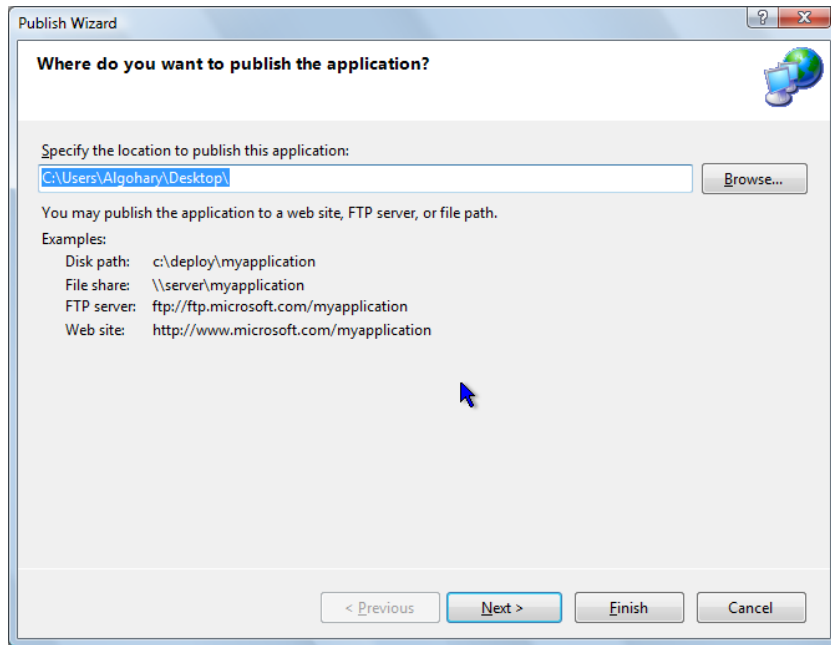 Publish Wizard
Where do you want to publish the application?
Specify the location to publish this application:
C:\Users\Algohary\Desktop\
Browse...
You may publish the application to a web site, FTP server, or file path.
Examples:
Disk path: c:\deploy\myapplication
File share: \\server\myapplication
FTP server: ftp://ftp.microsoft.com/myapplication
Web site: http://www.microsoft.com/myapplication
< Previous Next > Finish Cancel